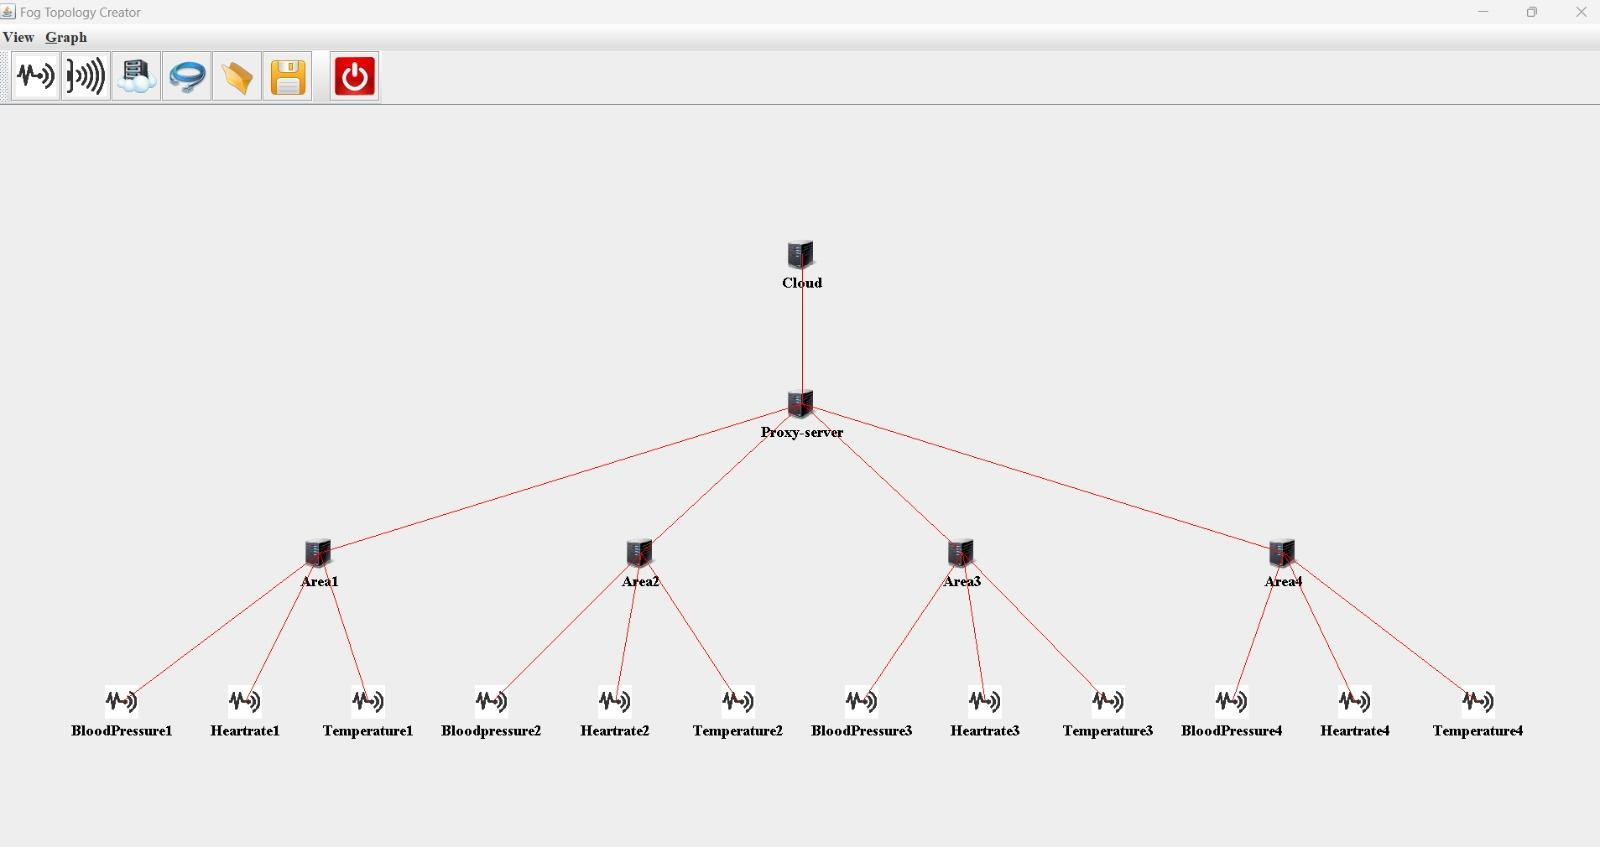 Fog Topology Creator
View Graph
Cloud
Proxy-server
Area1 Area2 Area3 Area4
BloodPressure1 Heartrate1 Temperature1 Bloodpressure2 Heartrate2 Temperature2 BloodPressure3 Heartrate3 Temperature3 BloodPressure4 Heartrate4 Temperature4